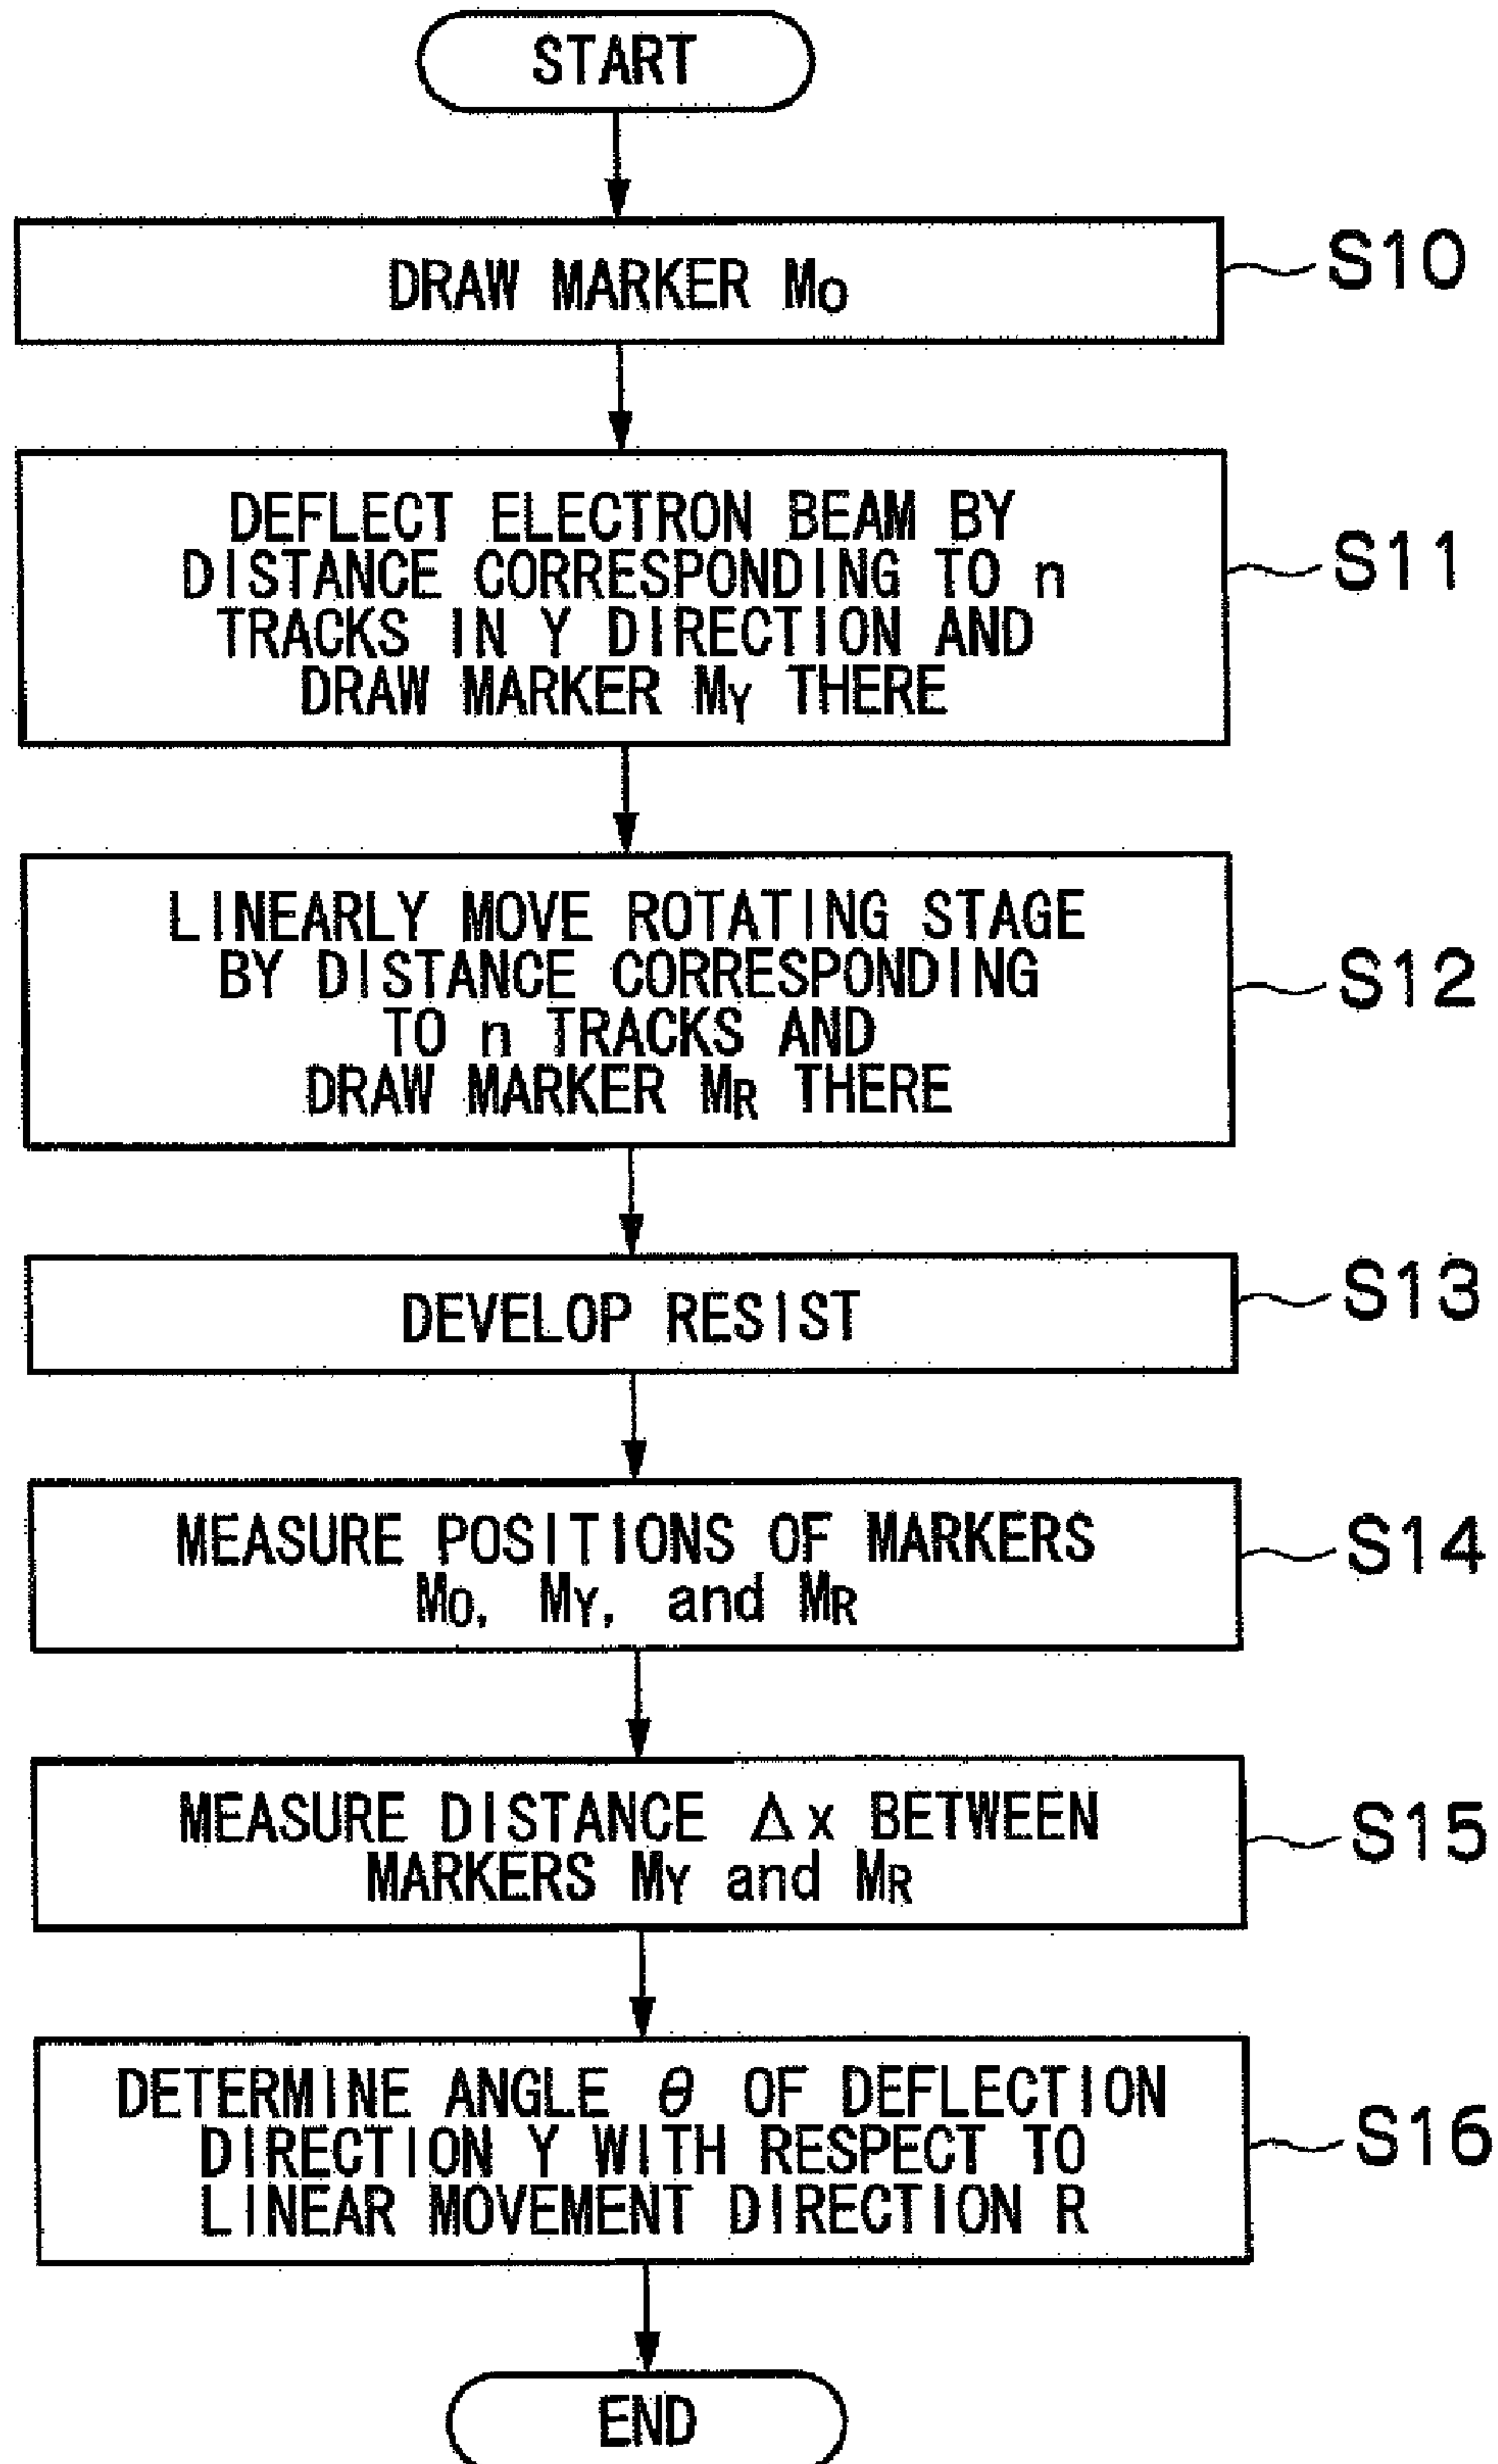 START
DRAW MARKER MO
S10
DEFLECT ELECTRON BEAM BY
DISTANCE CORRESPONDING TO n
TRACKS IN Y DIRECTION AND
DRAW MARKER MY THERE
S11
LINEARLY MOVE ROTATING STAGE
BY DISTANCE CORRESPONDING
TO n TRACKS AND
DRAW MARKER MR THERE
S12
DEVELOP RESIST
S13
MEASURE POSITIONS OF MARKERS
MO, MY, and MR
S14
MEASURE DISTANCE Δx BETWEEN
MARKERS MY and MR
S15
DETERMINE ANGLE θ OF DEFLECTION
DIRECTION Y WITH RESPECT TO
LINEAR MOVEMENT DIRECTION R
S16
END